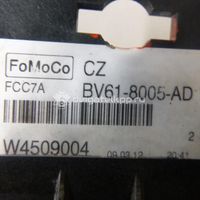 FoMoCo CZ
FCC7A BV61-8005-AD
2
W4509004 09.03.12 20:41